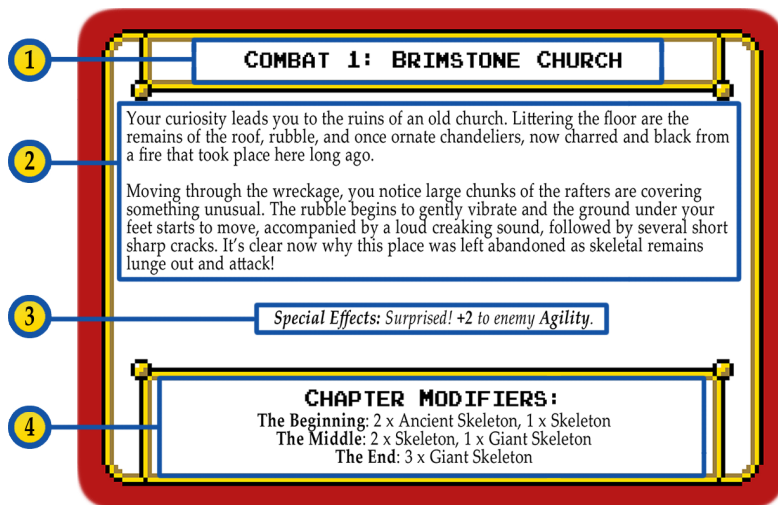 1
COMBAT 1: BRIMSTONE CHURCH
2
Your curiosity leads you to the ruins of an old church. Littering the floor are the
remains of the roof, rubble, and once ornate chandeliers, now charred and black from
a fire that took place here long ago.
Moving through the wreckage, you notice large chunks of the rafters are covering
something unusual. The rubble begins to gently vibrate and the ground under your
feet starts to move, accompanied by a loud creaking sound, followed by several short
sharp cracks. It's clear now why this place was left abandoned as skeletal remains
lunge out and attack!
3
Special Effects: Surprised! +2 to enemy Agility.
4
CHAPTER MODIFIERS:
The Beginning: 2 x Ancient Skeleton, 1 x Skeleton
The Middle: 2 x Skeleton, 1 x Giant Skeleton
The End: 3 x Giant Skeleton